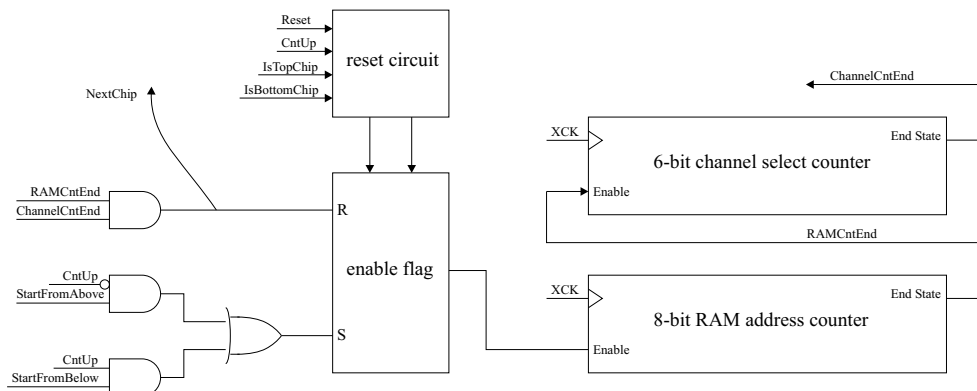 Reset
CntUp
IsTopChip
IsBottomChip
reset circuit
NextChip
ChannelCntEnd
XCK
End State
6-bit channel select counter
Enable
RAMCntEnd
RAMCntEnd
ChannelCntEnd
R
enable flag
CntUp
StartFromAbove
S
CntUp
StartFromBelow
XCK
End State
8-bit RAM address counter
Enable